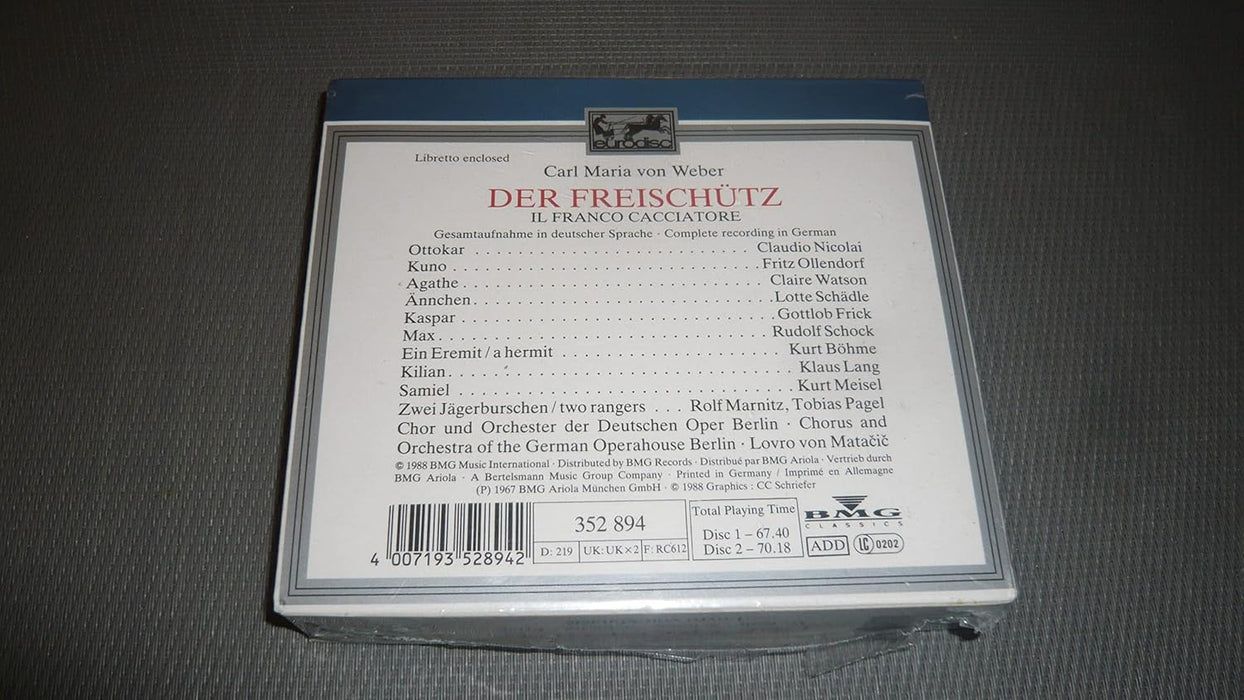 eurodisc
Libretto enclosed
Carl Maria von Weber
DER FREISCHÜTZ
IL FRANCO CACCIATORE
Gesamtaufnahme in deutscher Sprache · Complete recording in German
Ottokar . . . . . . . . . . . . . . . . . . . . . . . . . . . . Claudio Nicolai
Kuno . . . . . . . . . . . . . . . . . . . . . . . . . . . . . . Fritz Ollendorf
Agathe . . . . . . . . . . . . . . . . . . . . . . . . . . . . . Claire Watson
Ännchen . . . . . . . . . . . . . . . . . . . . . . . . . . . . Lotte Schädle
Kaspar . . . . . . . . . . . . . . . . . . . . . . . . . . . . . Gottlob Frick
Max . . . . . . . . . . . . . . . . . . . . . . . . . . . . . . . Rudolf Schock
Ein Eremit / a hermit . . . . . . . . . . . . . . . . . . . . Kurt Böhme
Kilian . . . . . . . . . . . . . . . . . . . . . . . . . . . . . . Klaus Lang
Samiel . . . . . . . . . . . . . . . . . . . . . . . . . . . . . Kurt Meisel
Zwei Jägerburschen / two rangers . . . Rolf Marnitz, Tobias Pagel
Chor und Orchester der Deutschen Oper Berlin · Chorus and
Orchestra of the German Operahouse Berlin · Lovro von Matačić
© 1988 BMG Music International · Distributed by BMG Records · Distribué par BMG Ariola · Vertrieb durch
BMG Ariola · A Bertelsmann Music Group Company · Printed in Germany / Imprimé en Allemagne
(P) 1967 BMG Ariola München GmbH · © 1988 Graphics : CC Schriefer
4 007193 528942
352 894
D: 219 UK: UK×2 F: RC612
Total Playing Time
Disc 1 – 67.40
Disc 2 – 70.18
BMG
CLASSICS
ADD LC 0202